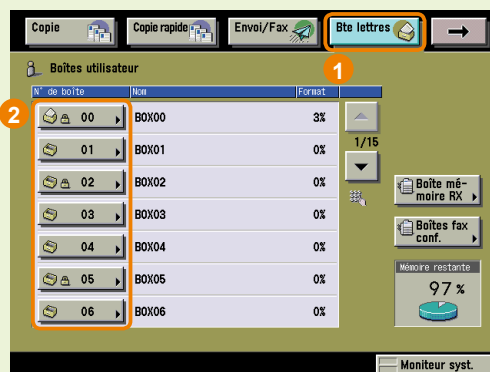 Copie
Copie rapide
Envoi/Fax
Bte lettres
1
Boîtes utilisateur
N° de boîte Nom Format
2
00 BOX00 3%
01 BOX01 0%
02 BOX02 0%
03 BOX03 0%
04 BOX04 0%
05 BOX05 0%
06 BOX06 0%
1/15
Boîte mé-
moire RX
Boîtes fax
conf.
Mémoire restante
97 %
Moniteur syst.